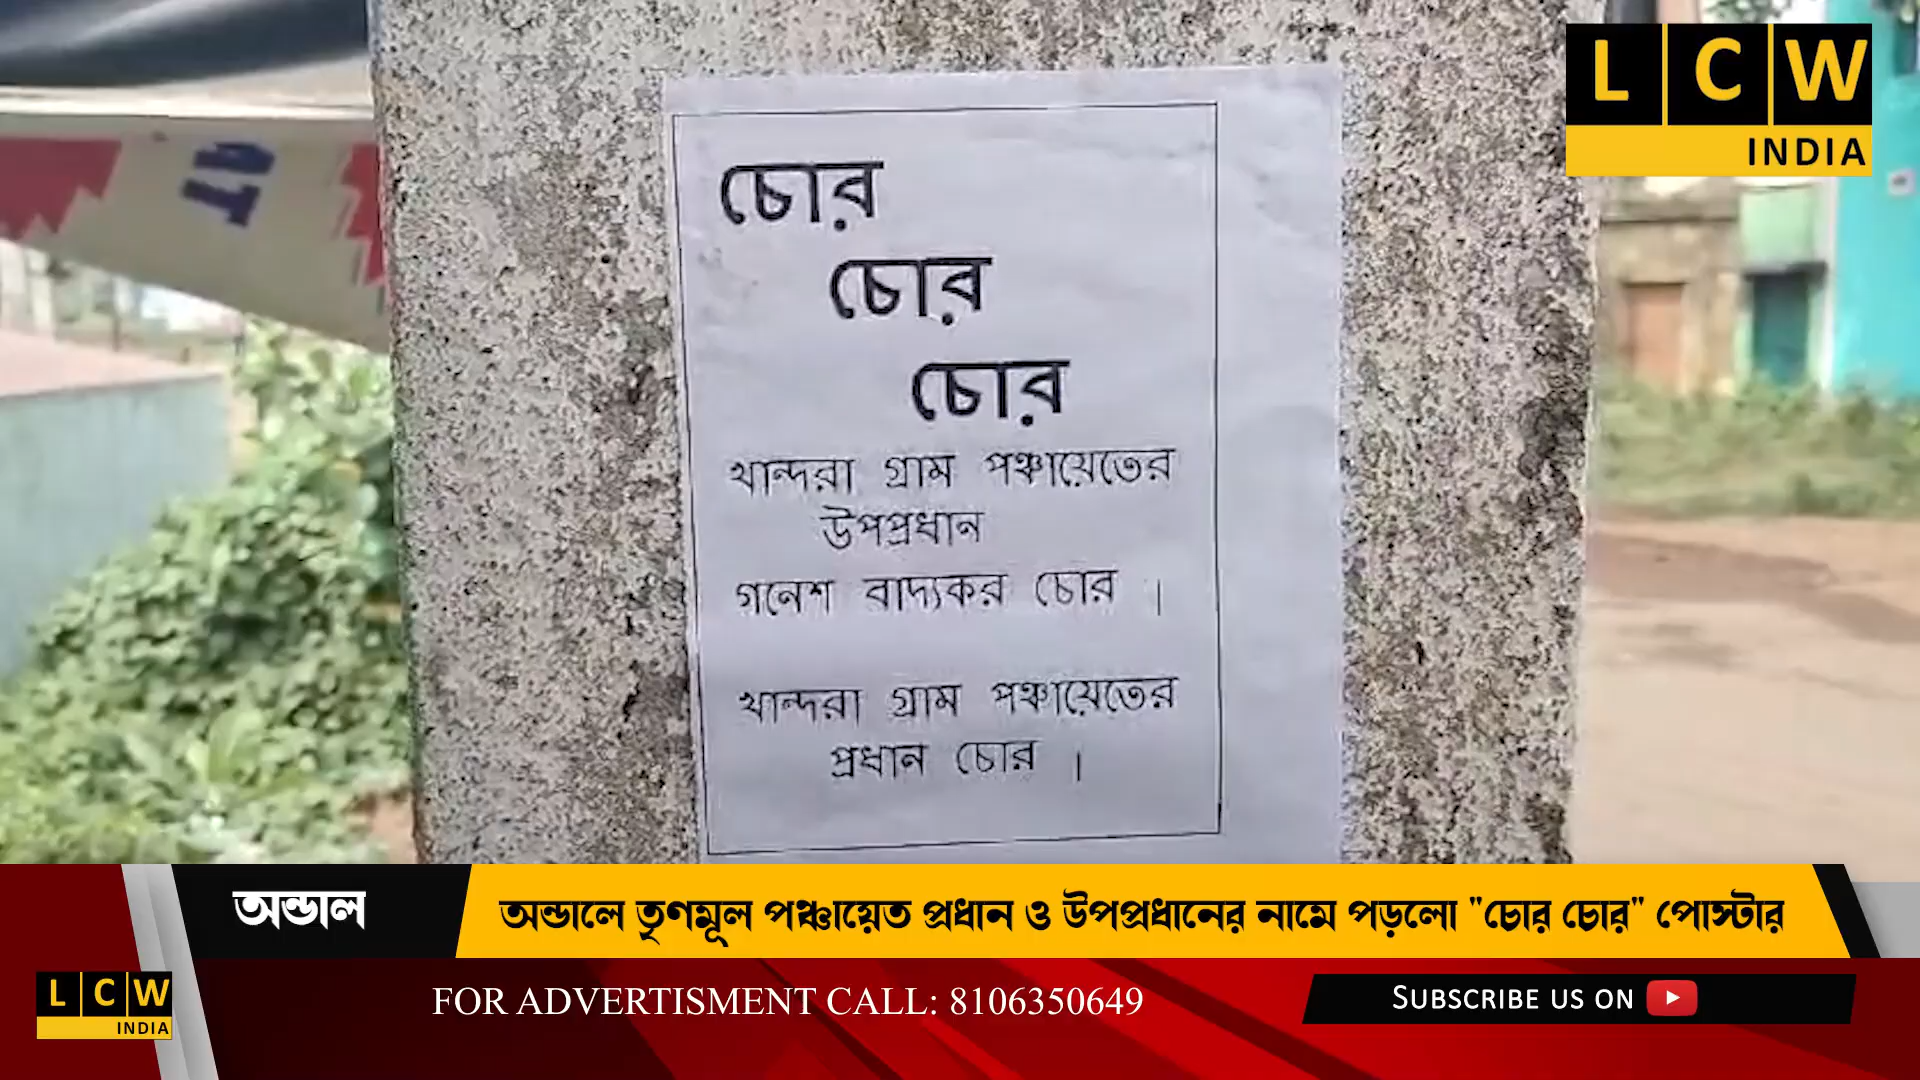 L C W
INDIA
AT
চোর
চোর
চোর
খান্দরা গ্রাম পঞ্চায়েতের
উপপ্রধান
গনেশ বাদ্যকর চোর ।
খান্দরা গ্রাম পঞ্চায়েতের
প্রধান চোর ।
অন্ডাল
অন্ডালে তৃণমূল পঞ্চায়েত প্রধান ও উপপ্রধানের নামে পড়লো "চোর চোর" পোস্টার
L C W
INDIA
FOR ADVERTISMENT CALL: 8106350649
SUBSCRIBE US ON